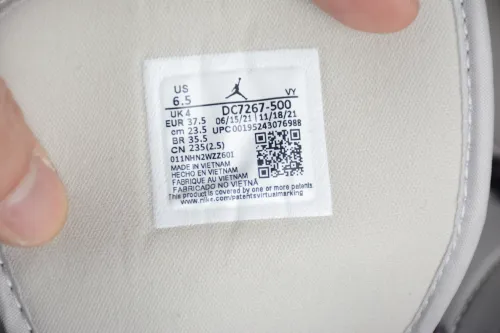 US
6.5
VY
UK 4
DC7267-500
EUR 37.5
06/15/21 11/18/21
cm 23.5
UPC 00195243076988
BR 35.5
CN 235(2.5)
011NHN2WZZ601
MADE IN VIETNAM
HECHO EN VIETNAM
FABRIQUE AU VIETNAM
FABRICADO NO VIETNÃ
This product is covered by one or more patents
www.nike.com/patentsvirtualmarking